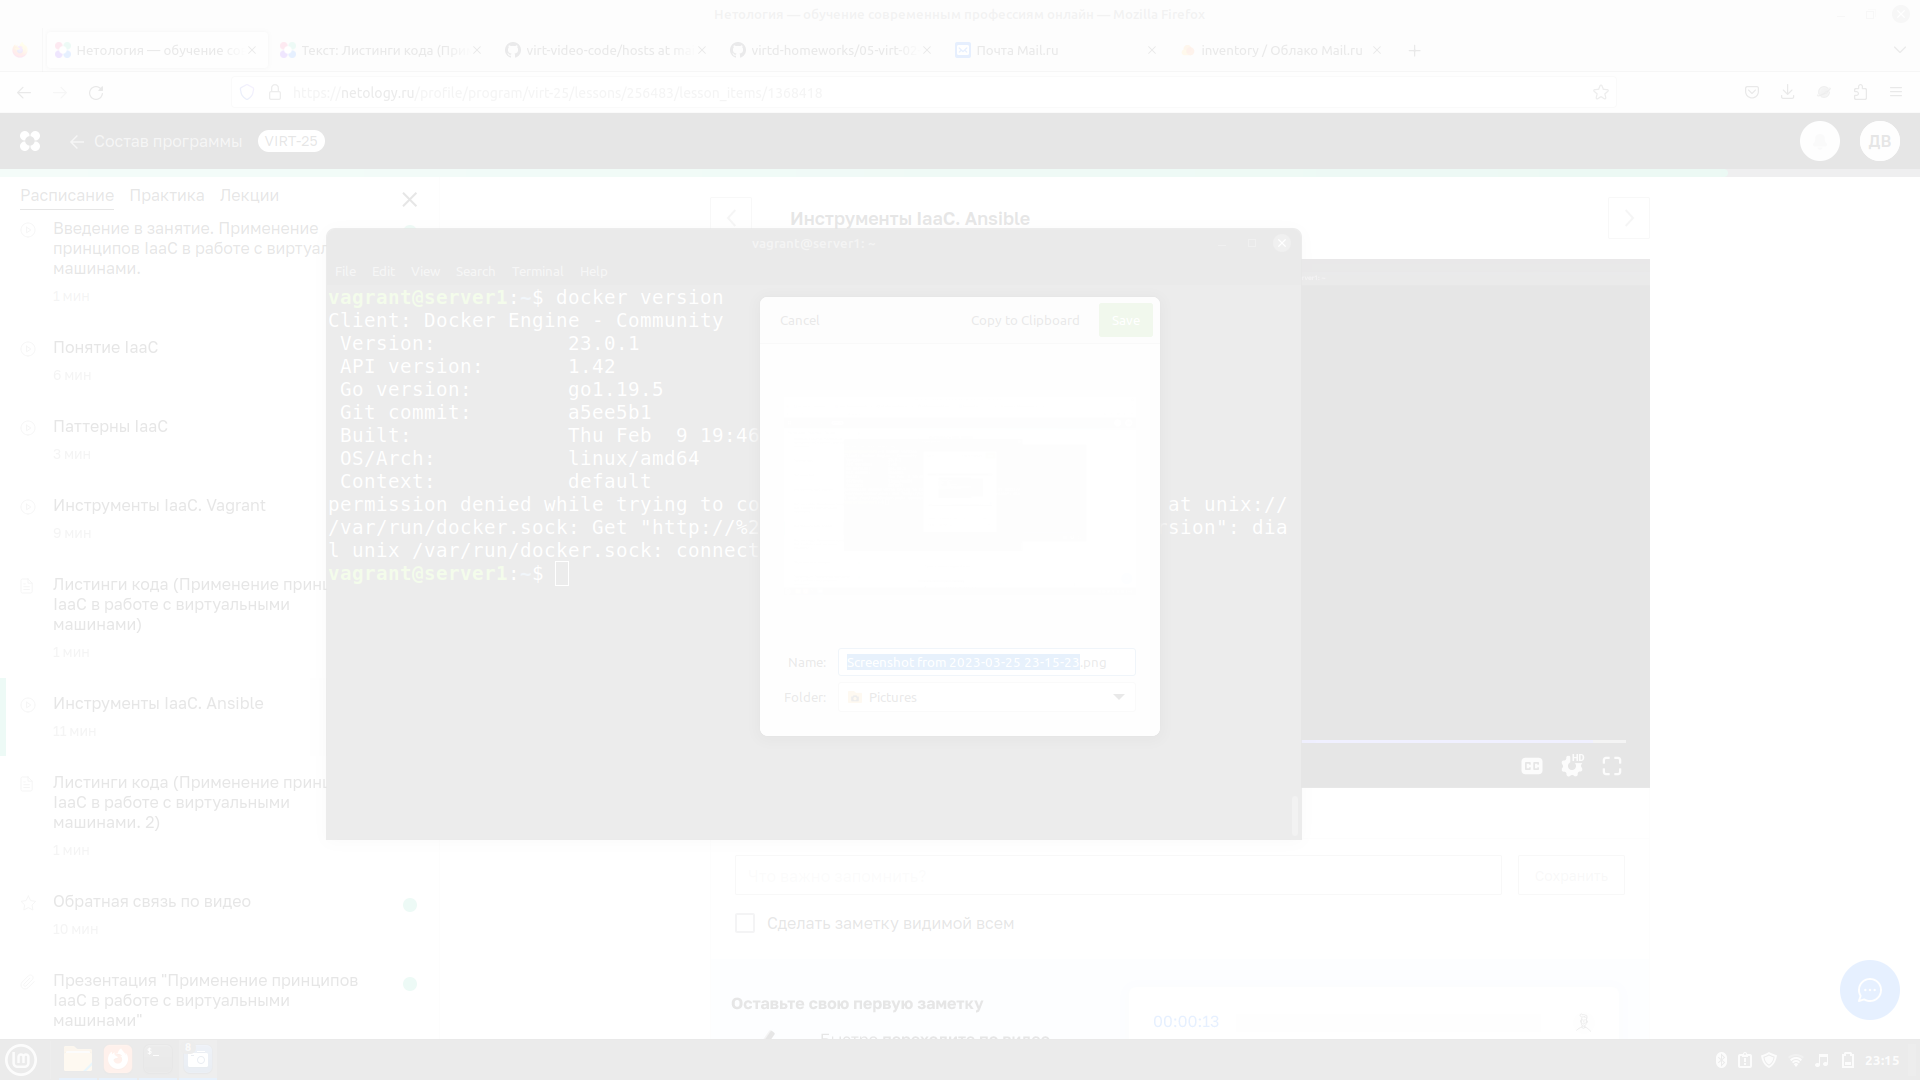 Нетология — обучение современным профессиям онлайн — Mozilla Firefox
Нетология — обучение со
Текст: Листинги кода (При
virt-video-code/hosts at ma
virtd-homeworks/05-virt-02
Почта Mail.ru
inventory / Облако Mail.ru
https://netology.ru/profile/program/virt-25/lessons/256483/lesson_items/1368418
Состав программы
VIRT-25
ДВ
Расписание Практика Лекции
Введение в занятие. Применение
принципов IaaC в работе с виртуал
машинами.
1 мин
Понятие IaaC
6 мин
Паттерны IaaC
3 мин
Инструменты IaaC. Vagrant
9 мин
Листинги кода (Применение принц
IaaC в работе с виртуальными
машинами)
1 мин
Инструменты IaaC. Ansible
11 мин
Листинги кода (Применение принц
IaaC в работе с виртуальными
машинами. 2)
1 мин
Обратная связь по видео
10 мин
Презентация "Применение принципов
IaaC в работе с виртуальными
машинами"
Инструменты IaaC. Ansible
vagrant@server1: ~
File Edit View Search Terminal Help
vagrant@server1:~$ docker version
Client: Docker Engine - Community
Version: 23.0.1
API version: 1.42
Go version: go1.19.5
Git commit: a5ee5b1
Built: Thu Feb 9 19:46
OS/Arch: linux/amd64
Context: default
permission denied while trying to co at unix://
/var/run/docker.sock: Get "http://%2 rsion": dia
l unix /var/run/docker.sock: connect
vagrant@server1:~$
Cancel
Copy to Clipboard
Save
Name: Screenshot from 2023-03-25 23-15-23.png
Folder: Pictures
CC
HD
Сохранить
Сделать заметку видимой всем
Оставьте свою первую заметку
Быстро переходите по видео
00:00:13
23:15